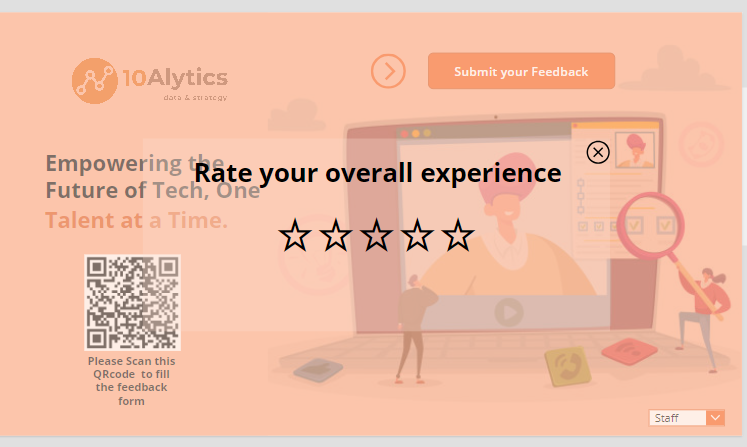 10Alytics
data & strategy
Submit your Feedback
Empowering the
Future of Tech, One
Talent at a Time.
Rate your overall experience
Please Scan this
QRcode to fill
the feedback
form
Staff